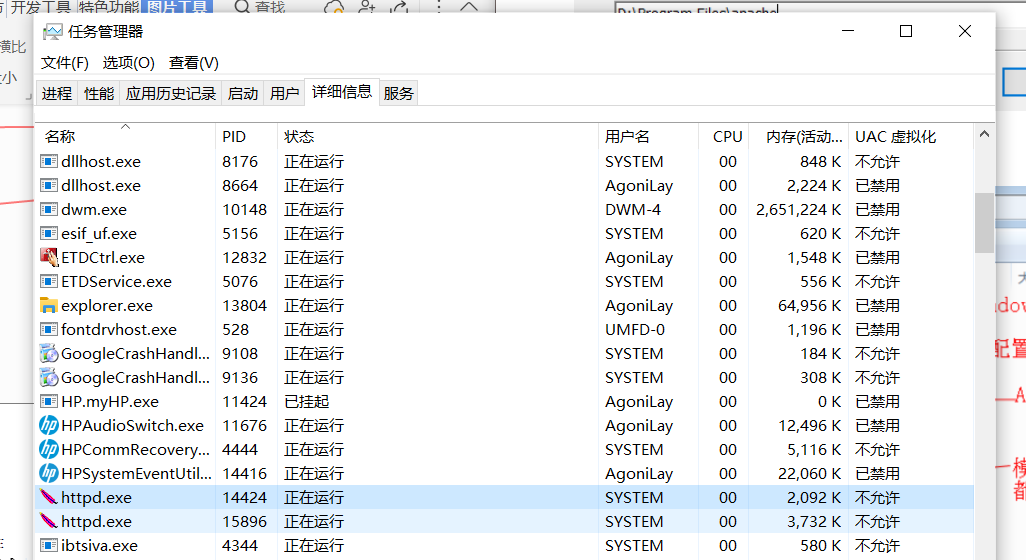 开发工具 特色功能 图片工具 查找
D:\Program Files\apache
横比
小
任务管理器
文件(F) 选项(O) 查看(V)
进程 性能 应用历史记录 启动 用户 详细信息 服务
名称 PID 状态 用户名 CPU 内存(活动... UAC 虚拟化
dllhost.exe 8176 正在运行 SYSTEM 00 848 K 不允许
dllhost.exe 8664 正在运行 AgoniLay 00 2,224 K 已禁用
dwm.exe 10148 正在运行 DWM-4 00 2,651,224 K 已禁用
esif_uf.exe 5156 正在运行 SYSTEM 00 620 K 不允许
ETDCtrl.exe 12832 正在运行 AgoniLay 00 1,548 K 已禁用
ETDService.exe 5076 正在运行 SYSTEM 00 556 K 不允许
explorer.exe 13804 正在运行 AgoniLay 00 64,956 K 已禁用
fontdrvhost.exe 528 正在运行 UMFD-0 00 1,196 K 已禁用
GoogleCrashHandl... 9108 正在运行 SYSTEM 00 184 K 不允许
GoogleCrashHandl... 9136 正在运行 SYSTEM 00 308 K 不允许
HP.myHP.exe 11424 已挂起 AgoniLay 00 0 K 已禁用
HPAudioSwitch.exe 11676 正在运行 AgoniLay 00 12,496 K 已禁用
HPCommRecovery... 4444 正在运行 SYSTEM 00 5,116 K 不允许
HPSystemEventUtil... 14416 正在运行 AgoniLay 00 22,060 K 已禁用
httpd.exe 14424 正在运行 SYSTEM 00 2,092 K 不允许
httpd.exe 15896 正在运行 SYSTEM 00 3,732 K 不允许
ibtsiva.exe 4344 正在运行 SYSTEM 00 580 K 不允许
ndow
配置
A
一模
都